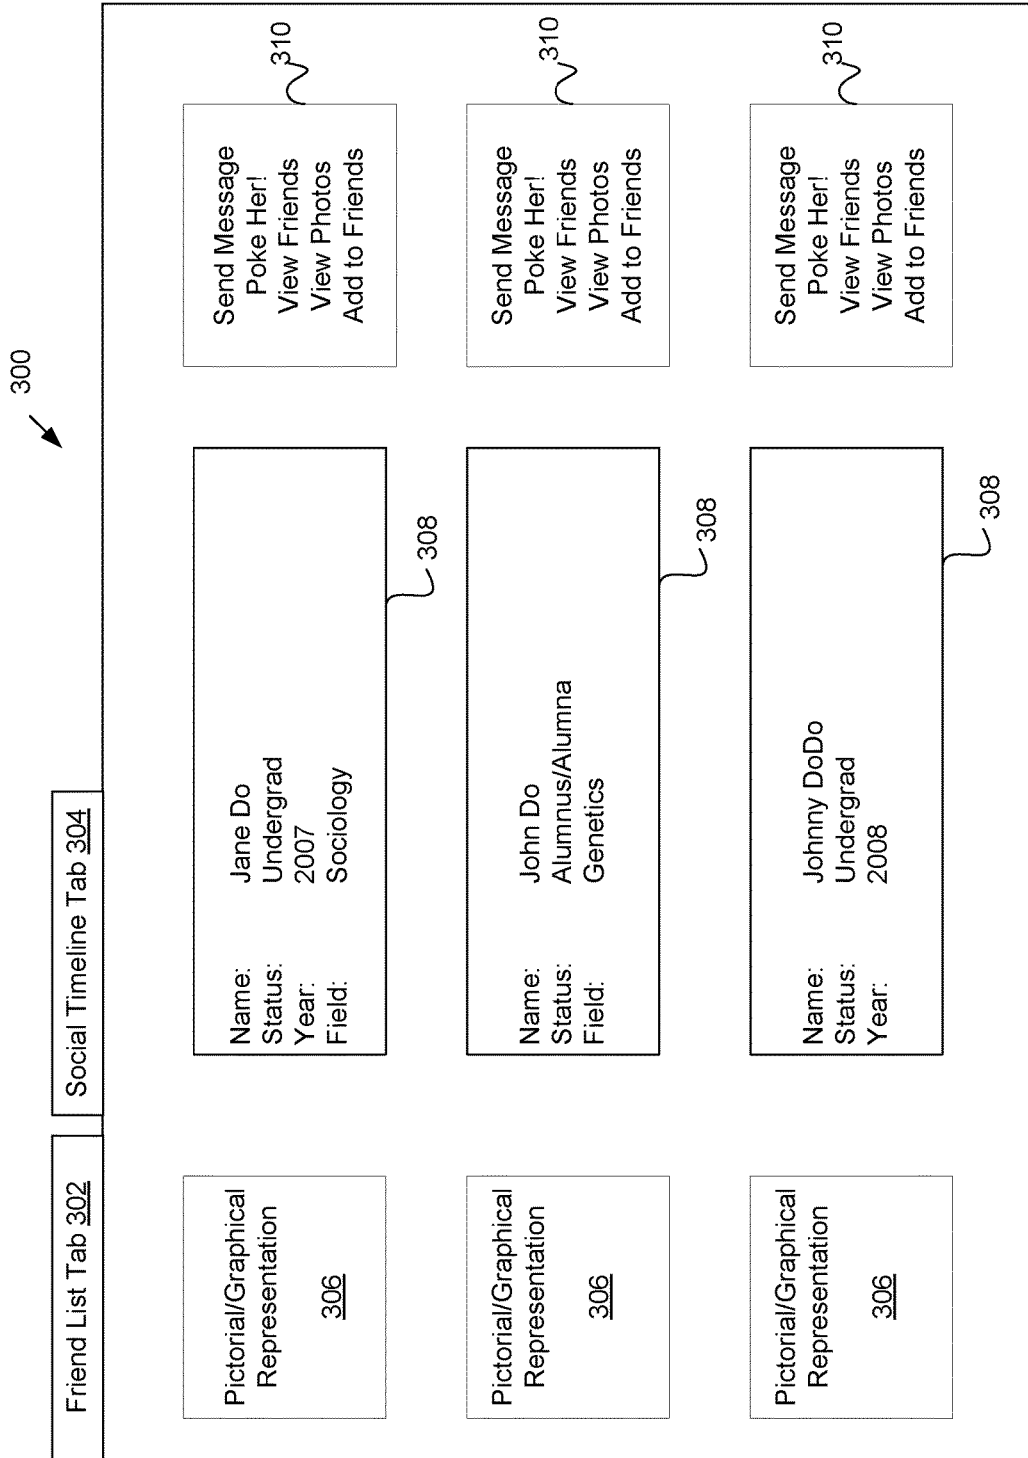 300
Friend List Tab 302
Social Timeline Tab 304
Pictorial/Graphical
Representation
306
Name: Jane Do
Status: Undergrad
Year: 2007
Field: Sociology
308
Send Message
Poke Her!
View Friends
View Photos
Add to Friends
310
Pictorial/Graphical
Representation
306
Name: John Do
Status: Alumnus/Alumna
Field: Genetics
308
Send Message
Poke Her!
View Friends
View Photos
Add to Friends
310
Pictorial/Graphical
Representation
306
Name: Johnny DoDo
Status: Undergrad
Year: 2008
308
Send Message
Poke Her!
View Friends
View Photos
Add to Friends
310